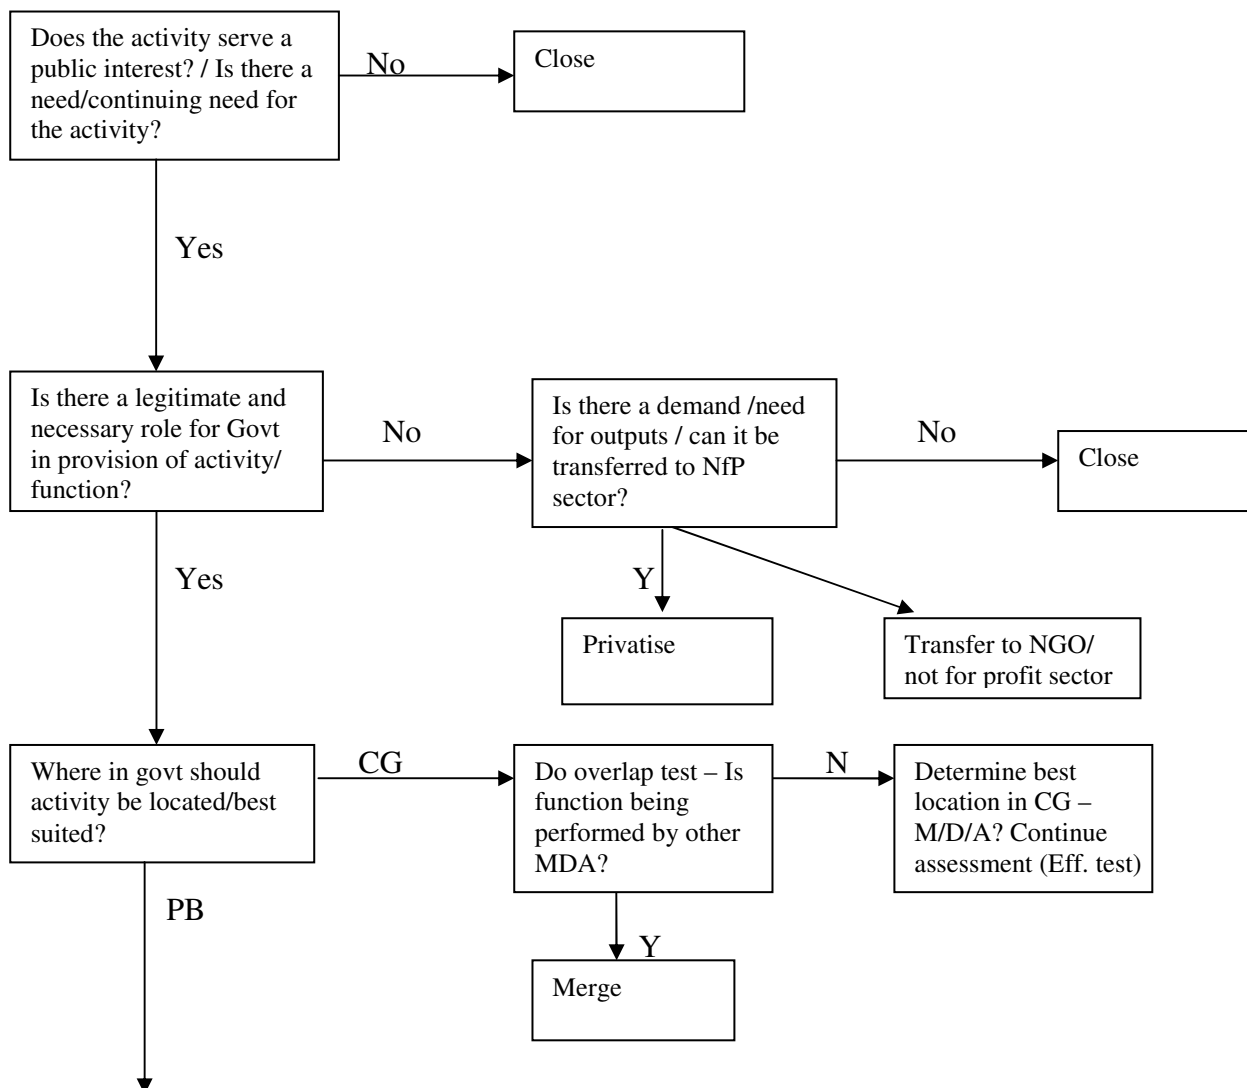 Does the activity serve a
public interest? / Is there a
need/continuing need for
the activity?
No
Close
Yes
Is there a legitimate and
necessary role for Govt
in provision of activity/
function?
No
Is there a demand /need
for outputs / can it be
transferred to NfP
sector?
No
Close
Yes
Y
Privatise
Transfer to NGO/
not for profit sector
Where in govt should
activity be located/best
suited?
CG
Do overlap test – Is
function being
performed by other
MDA?
N
Determine best
location in CG –
M/D/A? Continue
assessment (Eff. test)
PB
Y
Merge